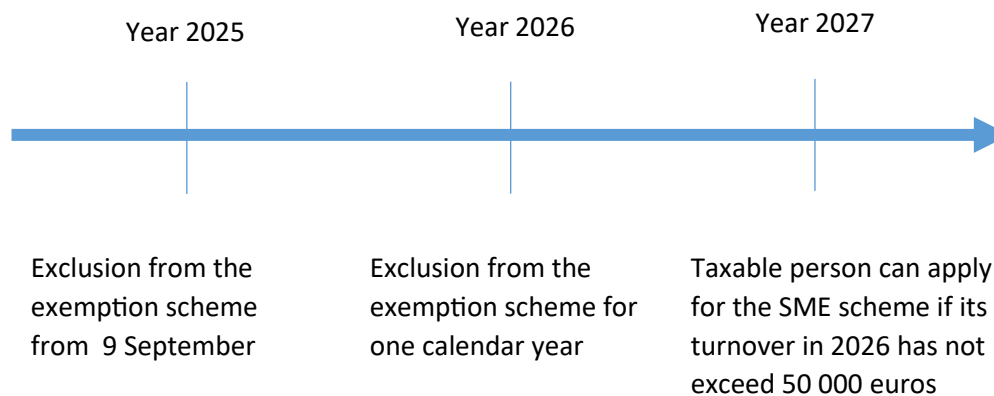 Year 2025
Year 2026
Year 2027
Exclusion from the
exemption scheme
from  9 September
Exclusion from the
exemption scheme for
one calendar year
Taxable person can apply
for the SME scheme if its
turnover in 2026 has not
exceed 50 000 euros